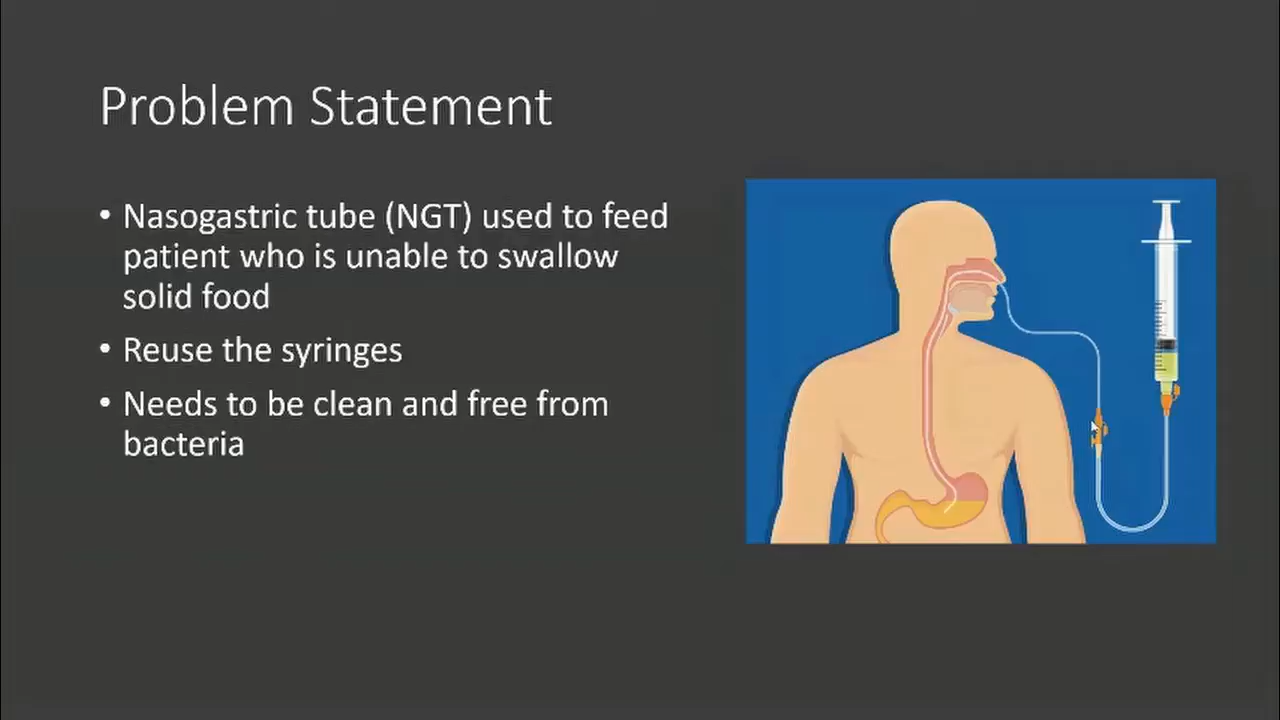 Problem Statement
• Nasogastric tube (NGT) used to feed
patient who is unable to swallow
solid food
• Reuse the syringes
• Needs to be clean and free from
bacteria